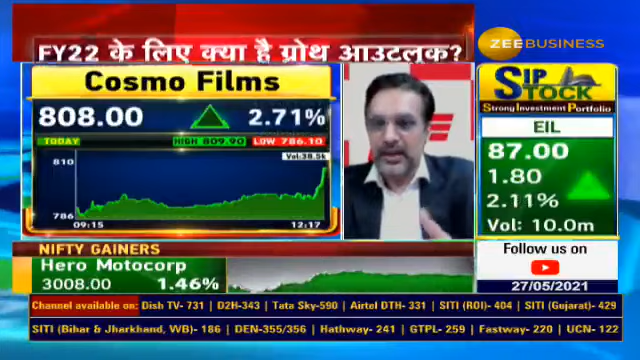 FY22 के लिए क्या है ग्रोथ आउटलुक?
ZEEBUSINESS
Cosmo Films
808.00 2.71%
TODAY HIGH 809.90 LOW 786.10
Vol:38.5k
810
786
09:15 12:17
SIP
STOCK
Strong Investment Portfolio
EIL
87.00
1.80
2.11%
Vol: 10.0m
NIFTY GAINERS
Hero Motocorp
3008.00 1.46%
Follow us on
27/05/2021
Channel available on: Dish TV- 731 | D2H-343 | Tata Sky-590 | Airtel DTH- 331 | SITI (ROI)- 404 | SITI (Gujarat)- 429
SITI (Bihar & Jharkhand, WB)- 186 | DEN-355/356 | Hathway- 241 | GTPL- 259 | Fastway- 220 | UCN- 122